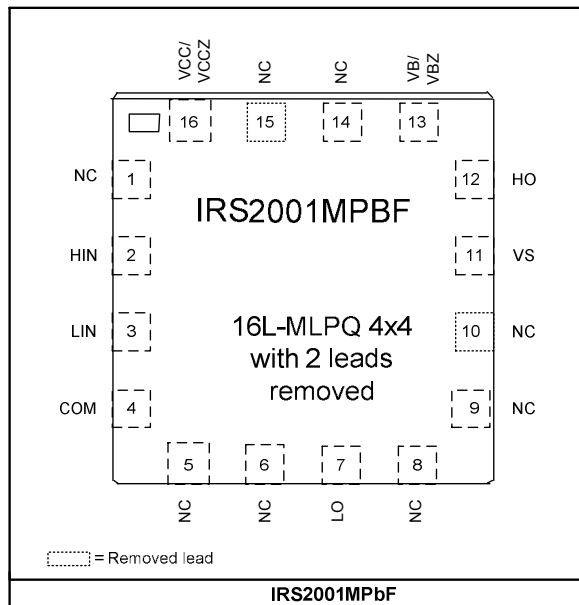 VCC/
VCCZ
NC
NC
VB/
VBZ
16
15
14
13
NC
1
12
HO
IRS2001MPBF
HIN
2
11
VS
LIN
3
16L-MLPQ 4x4
with 2 leads
removed
10
NC
COM
4
9
NC
5
6
7
8
NC
NC
LO
NC
= Removed lead
IRS2001MPbF